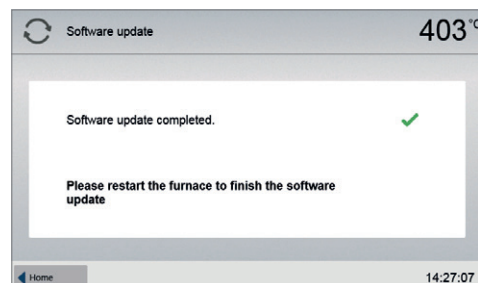 Software update
403 °C
Software update completed.
Please restart the furnace to finish the software
update
Home
14:27:07